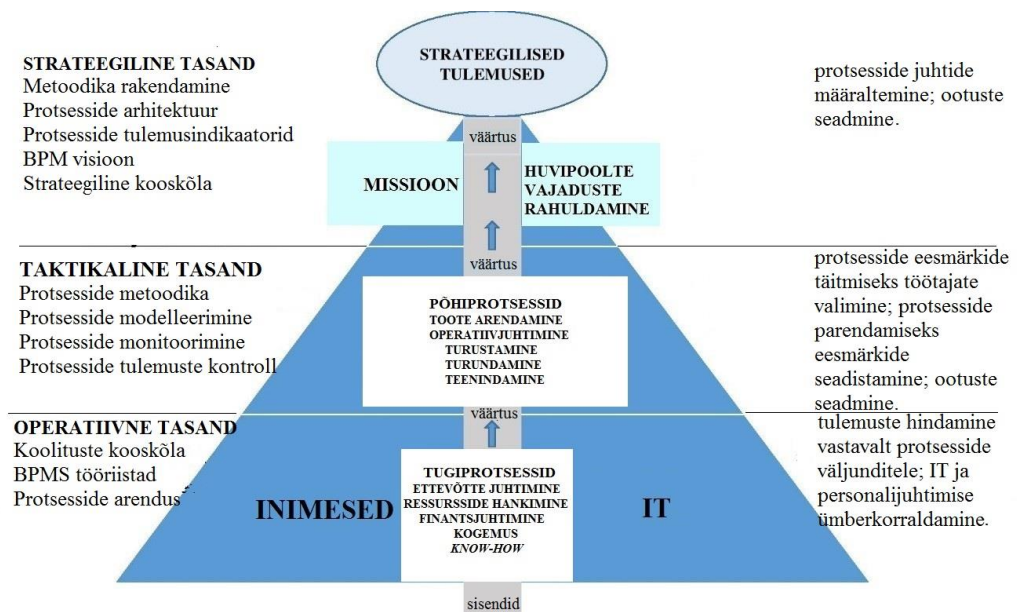 STRATEEGILISED
TULEMUSED
STRATEEGILINE TASAND
Metoodika rakendamine
Protsesside arhitektuur
Protsesside tulemusindikaatorid
BPM visioon
Strateegiline kooskõla
protsesside juhtide
määraltemine; ootuste
seadmine.
väärtus
MISSIOON
HUVIPOOLTE
VAJADUSTE
RAHULDAMINE
TAKTIKALINE TASAND
Protsesside metoodika
Protsesside modelleerimine
Protsesside monitoorimine
Protsesside tulemuste kontroll
väärtus
PÕHIPROTSESSID
TOOTE ARENDAMINE
OPERATIIVJUHTIMINE
TURUSTAMINE
TURUNDAMINE
TEENINDAMINE
protsesside eesmärkide
täitmiseks töötajate
valimine; protsesside
parendamiseks
eesmärkide
seadistamine; ootuste
seadmine.
väärtus
OPERATIIVNE TASAND
Koolituste kooskõla
BPMS tööriistad
Protsesside arendus
INIMESED
TUGIPROTSESSID
ETTEVÕTTE JUHTIMINE
RESSURSSIDE HANKIMINE
FINANTSJUHTIMINE
KOGEMUS
KNOW-HOW
IT
tulemuste hindamine
vastavalt protsesside
väljunditele; IT ja
personalijuhtimise
ümberkorraldamine.
sisendid